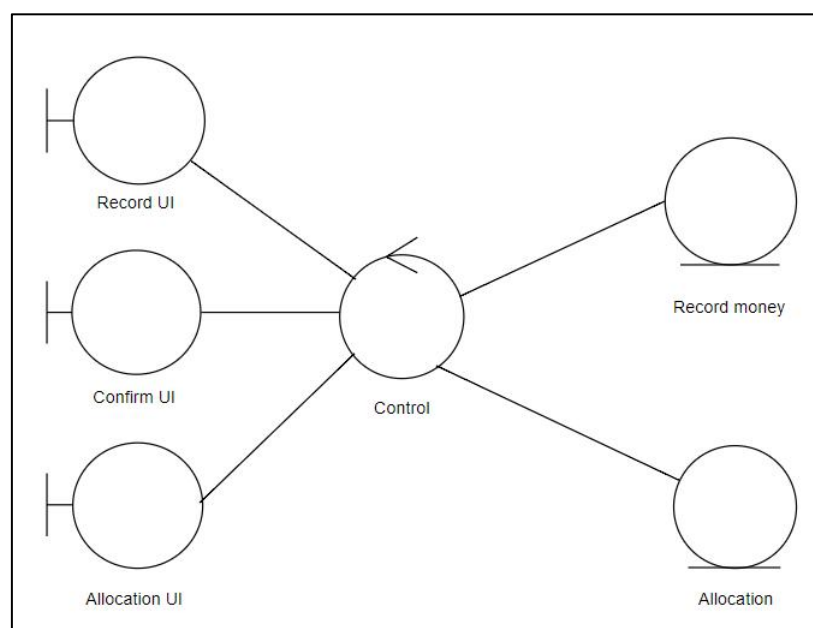 Record UI
Record money
Confirm UI
Control
Allocation UI
Allocation